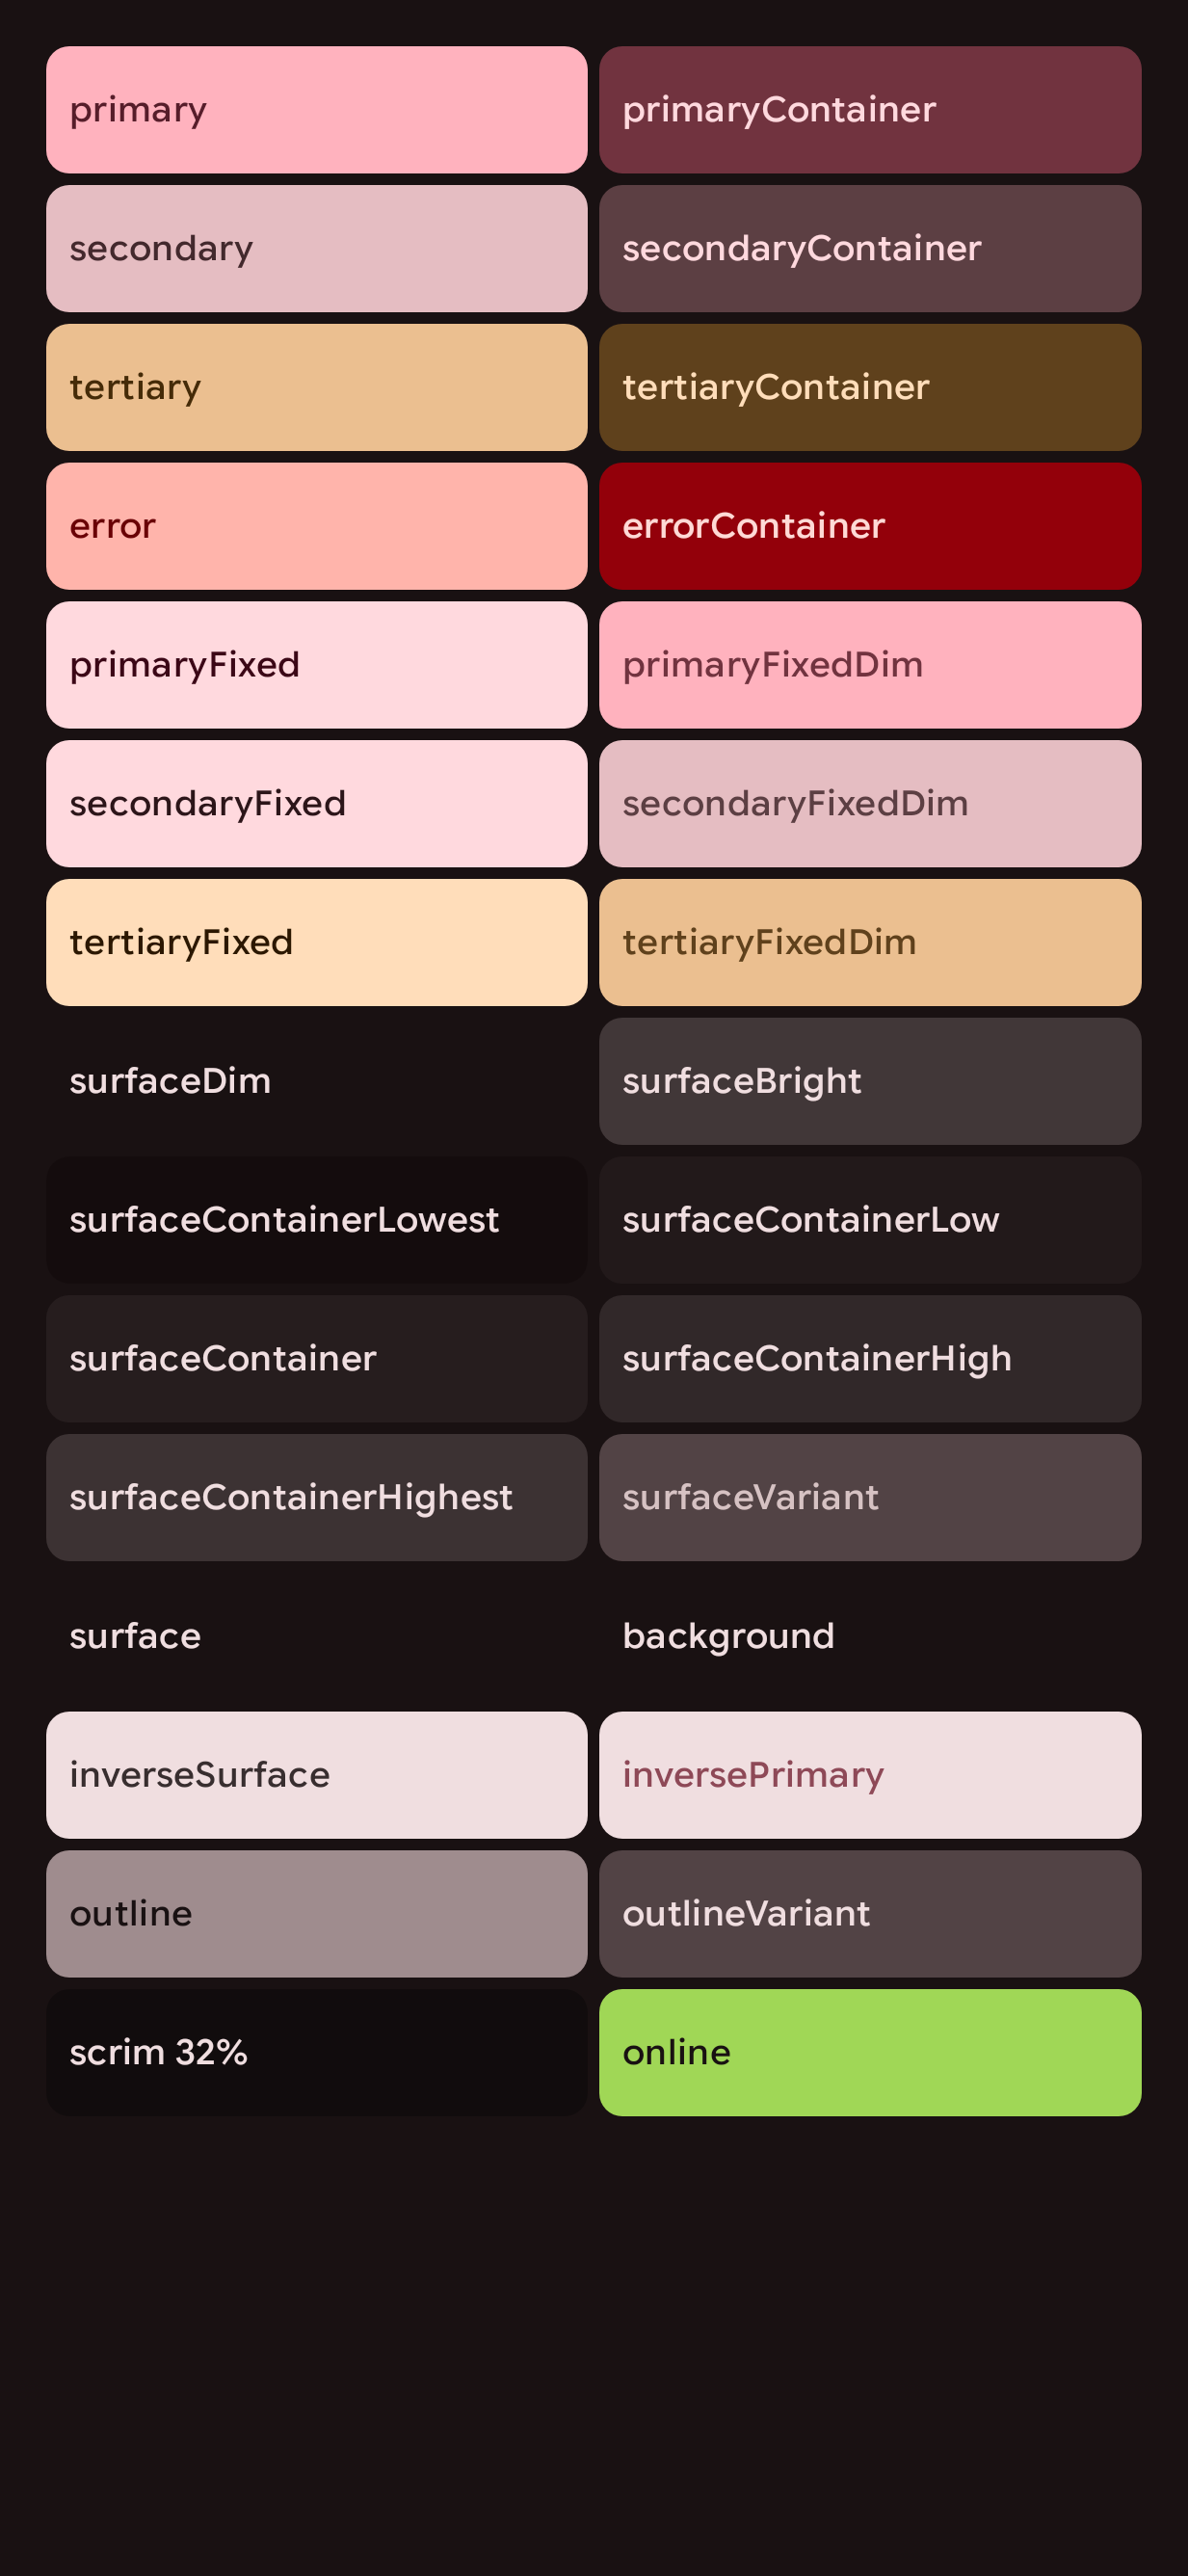 primary
primaryContainer
secondary
secondaryContainer
tertiary
tertiaryContainer
error
errorContainer
primaryFixed
primaryFixedDim
secondaryFixed
secondaryFixedDim
tertiaryFixed
tertiaryFixedDim
surfaceDim
surfaceBright
surfaceContainerLowest
surfaceContainerLow
surfaceContainer
surfaceContainerHigh
surfaceContainerHighest
surfaceVariant
surface
background
inverseSurface
inversePrimary
outline
outlineVariant
scrim 32%
online